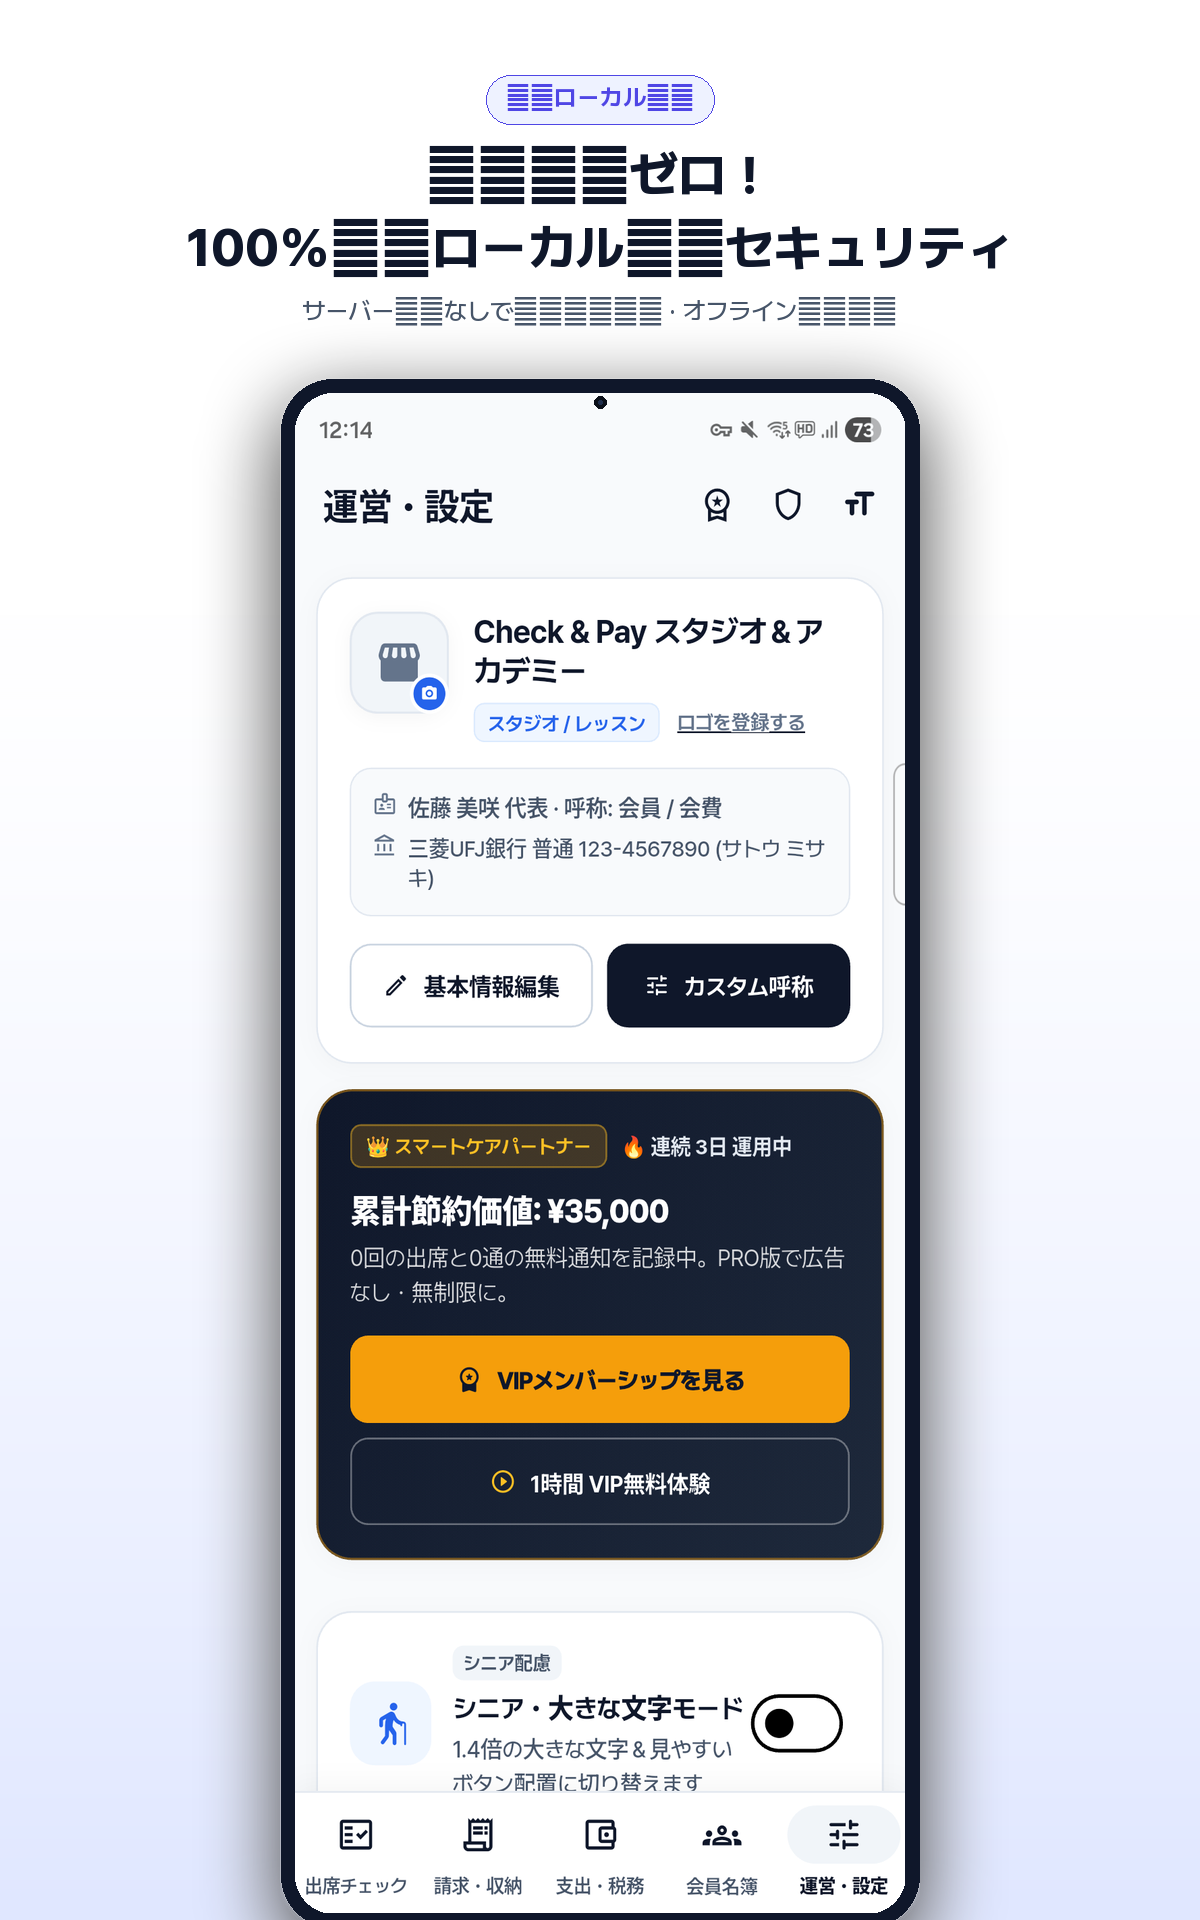 ローカル
ゼロ！
100% ローカル セキュリティ
サーバー なしで · オフライン
12:14
HD
73
運営・設定
Check & Pay スタジオ & ア
カデミー
スタジオ / レッスン
ロゴを登録する
佐藤 美咲 代表 · 呼称: 会員 / 会費
三菱UFJ銀行 普通 123-4567890 (サトウ ミサ
キ)
基本情報編集
カスタム呼称
👑 スマートケアパートナー
🔥 連続 3日 運用中
累計節約価値: ¥35,000
0回の出席と0通の無料通知を記録中。PRO版で広告
なし・無制限に。
VIPメンバーシップを見る
1時間 VIP無料体験
シニア配慮
シニア・大きな文字モード
1.4倍の大きな文字 & 見やすい
ボタン配置に切り替えます
出席チェック
請求・収納
支出・税務
会員名簿
運営・設定